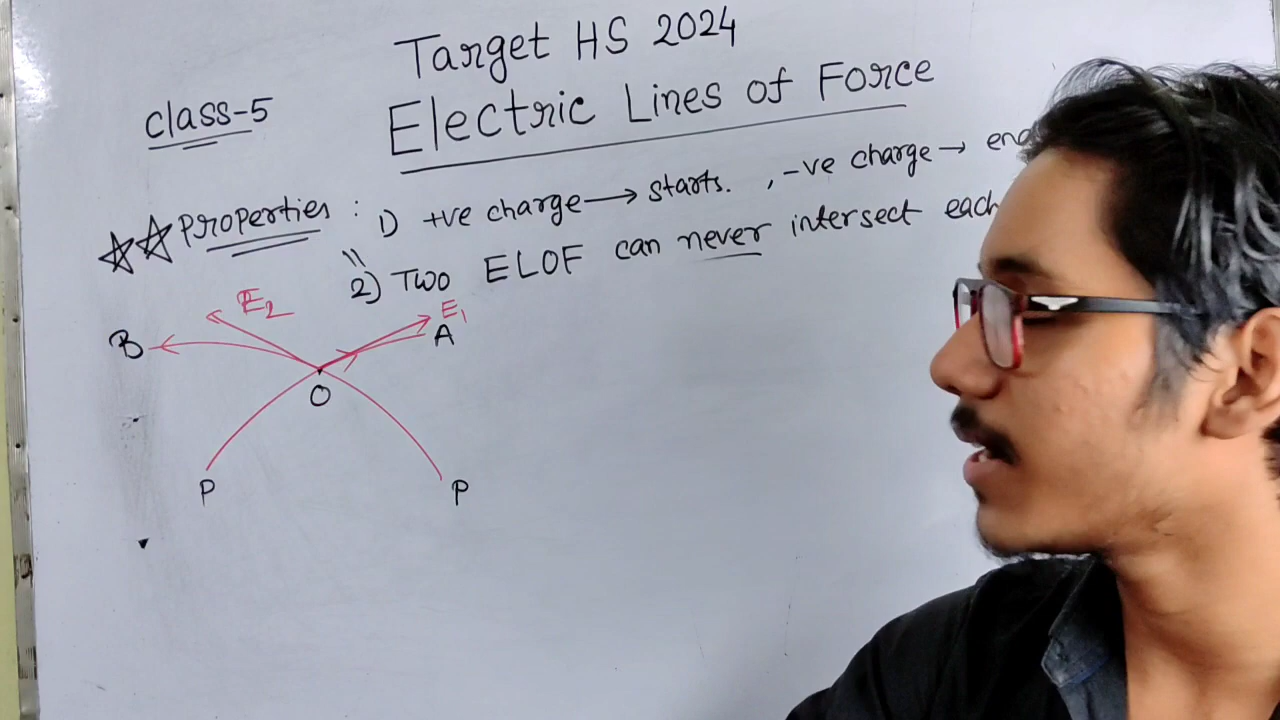 Target HS 2024
class-5
Electric Lines of Force
Properties : 1) +ve charge → starts. , -ve charge →
2) Two ELOF can never intersect each
E₂
E₁
B
A
O
P
P